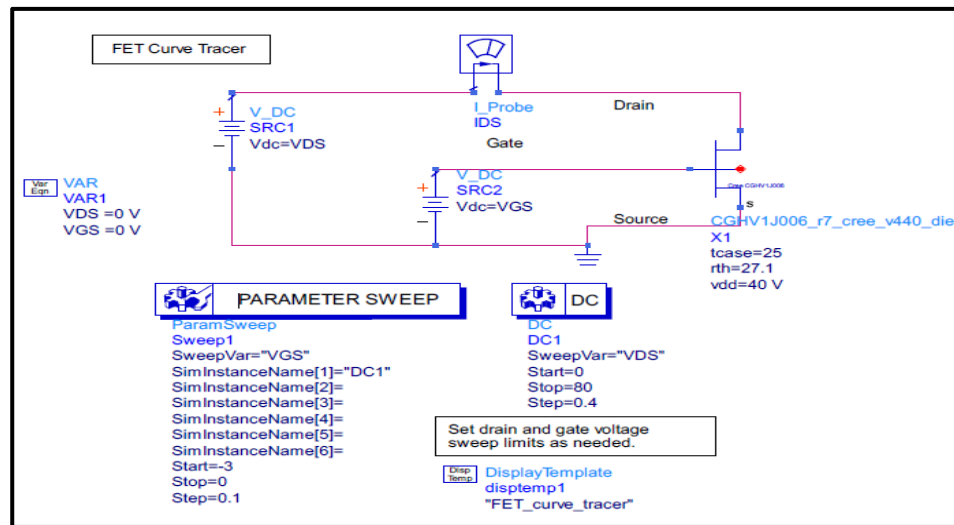 FET Curve Tracer
I_Probe
IDS
Drain
V_DC
SRC1
Vdc=VDS
Gate
Var
Eqn
VAR
VAR1
VDS =0 V
VGS =0 V
V_DC
SRC2
Vdc=VGS
Cree CGHV1J006
S
Source
CGHV1J006_r7_cree_v440_die
X1
tcase=25
rth=27.1
vdd=40 V
PARAMETER SWEEP
ParamSweep
Sweep1
SweepVar="VGS"
SimInstanceName[1]="DC1"
SimInstanceName[2]=
SimInstanceName[3]=
SimInstanceName[4]=
SimInstanceName[5]=
SimInstanceName[6]=
Start=-3
Stop=0
Step=0.1
DC
DC
DC1
SweepVar="VDS"
Start=0
Stop=80
Step=0.4
Set drain and gate voltage
sweep limits as needed.
Disp
Temp
DisplayTemplate
disptemp1
"FET_curve_tracer"